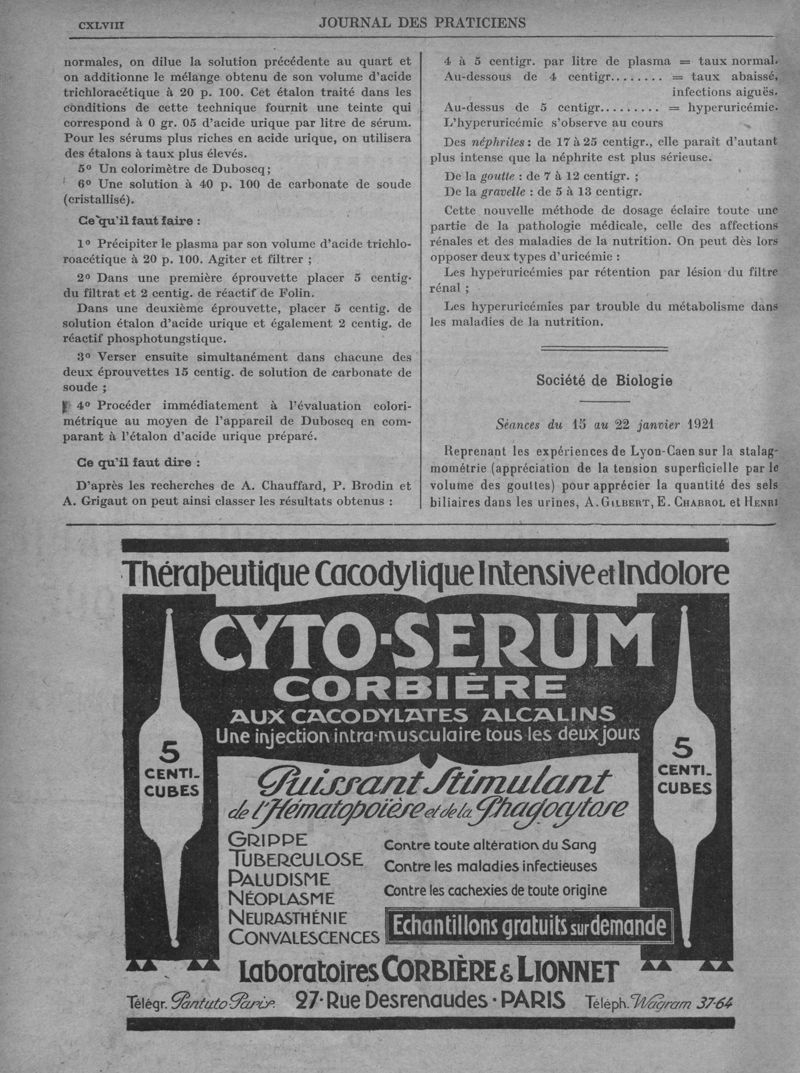 CXLVIII
JOURNAL DES PRATICIENS
normales, on dilue la solution précédente au quart et
on additionne le mélange obtenu de son volume d'acide
trichloracétique à 20 p. 100. Cet étalon traité dans les
conditions de cette technique fournit une teinte qui
correspond à 0 gr. 05 d'acide urique par litre de sérum.
Pour les sérums plus riches en acide urique, on utilisera
des étalons à taux plus élevés.
5° Un colorimètre de Duboscq;
6° Une solution à 40 p. 100 de carbonate de soude
(cristallisé).
Ce qu'il faut faire :
1° Précipiter le plasma par son volume d'acide trichlo-
roacétique à 20 p. 100. Agiter et filtrer ;
2° Dans une première éprouvette placer 5 centig.
du filtrat et 2 centig. de réactif de Folin.
Dans une deuxième éprouvette, placer 5 centig. de
solution étalon d'acide urique et également 2 centig. de
réactif phosphotungstique.
3° Verser ensuite simultanément dans chacune des
deux éprouvettes 15 centig. de solution de carbonate de
soude ;
4° Procéder immédiatement à l'évaluation colori-
métrique au moyen de l'appareil de Duboscq en com-
parant à l'étalon d'acide urique préparé.
Ce qu'il faut dire :
D'après les recherches de A. Chauffard, P. Brodin et
A. Grigaut on peut ainsi classer les résultats obtenus :
4 à 5 centigr. par litre de plasma = taux normal.
Au-dessous de 4 centigr........ = taux abaissé,
infections aiguës.
Au-dessus de 5 centigr......... = hyperuricémie.
L'hyperuricémie s'observe au cours
Des néphrites : de 17 à 25 centigr., elle paraît d'autant
plus intense que la néphrite est plus sérieuse.
De la goutte : de 7 à 12 centigr. ;
De la gravelle : de 5 à 13 centigr.
Cette nouvelle méthode de dosage éclaire toute une
partie de la pathologie médicale, celle des affections
rénales et des maladies de la nutrition. On peut dès lors
opposer deux types d'uricémie :
Les hyperuricémies par rétention par lésion du filtre
rénal ;
Les hyperuricémies par trouble du métabolisme dans
les maladies de la nutrition.
Société de Biologie
Séances du 15 au 22 janvier 1921
Reprenant les expériences de Lyon-Caen sur la stalag-
mométrie (appréciation de la tension superficielle par le
volume des gouttes) pour apprécier la quantité des sels
biliaires dans les urines, A. GILBERT, E. CHABROL et HENRI
Thérapeutique Cacodylique Intensive et Indolore
CYTO-SERUM
CORBIÈRE
AUX CACODYLATES ALCALINS
Une injection intra-musculaire tous les deux jours
5
CENTI-
CUBES
5
CENTI-
CUBES
Puissant Stimulant
de l'Hématopoïèse et de la Phagocytose
GRIPPE
TUBERCULOSE
PALUDISME
NÉOPLASME
NEURASTHÉNIE
CONVALESCENCES
Contre toute altération du Sang
Contre les maladies infectieuses
Contre les cachexies de toute origine
Echantillons gratuits sur demande
Laboratoires CORBIÈRE & LIONNET
Télégr. Pantuto-Paris. 27·Rue Desrenaudes·PARIS Téléph. Wagram 37-64